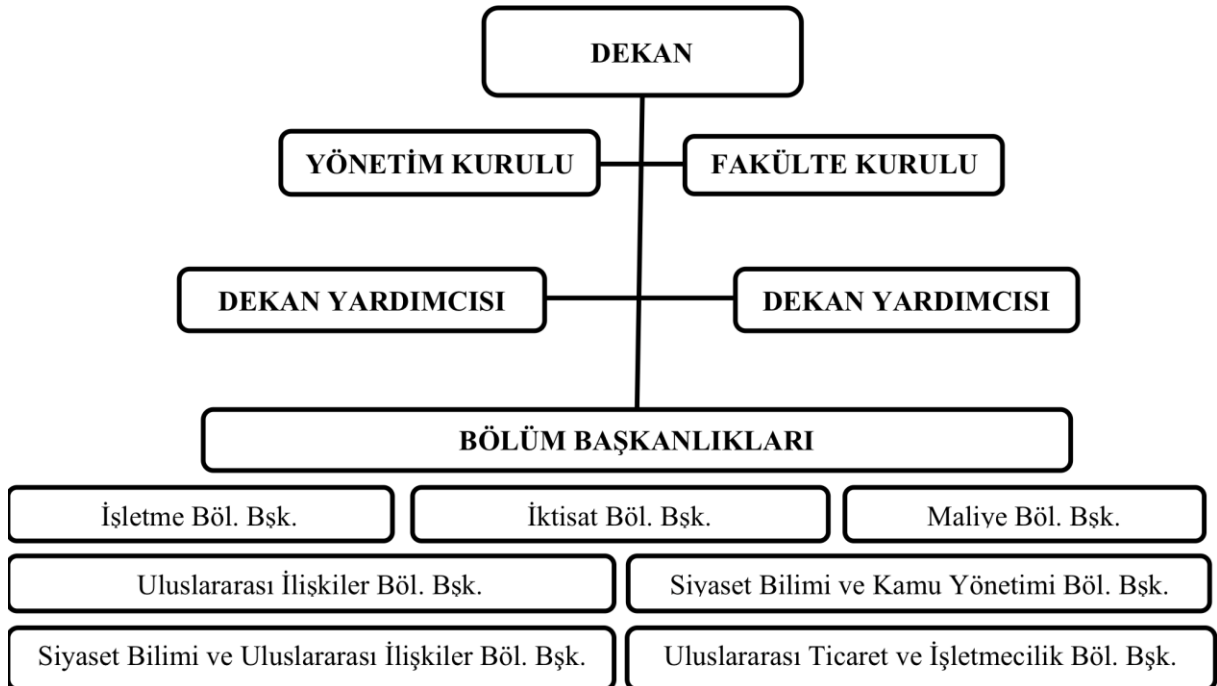 DEKAN
YÖNETİM KURULU
FAKÜLTE KURULU
DEKAN YARDIMCISI
DEKAN YARDIMCISI
BÖLÜM BAŞKANLIKLARI
İşletme Böl. Bşk.
İktisat Böl. Bşk.
Maliye Böl. Bşk.
Uluslararası İlişkiler Böl. Bşk.
Siyaset Bilimi ve Kamu Yönetimi Böl. Bşk.
Siyaset Bilimi ve Uluslararası İlişkiler Böl. Bşk.
Uluslararası Ticaret ve İşletmecilik Böl. Bşk.